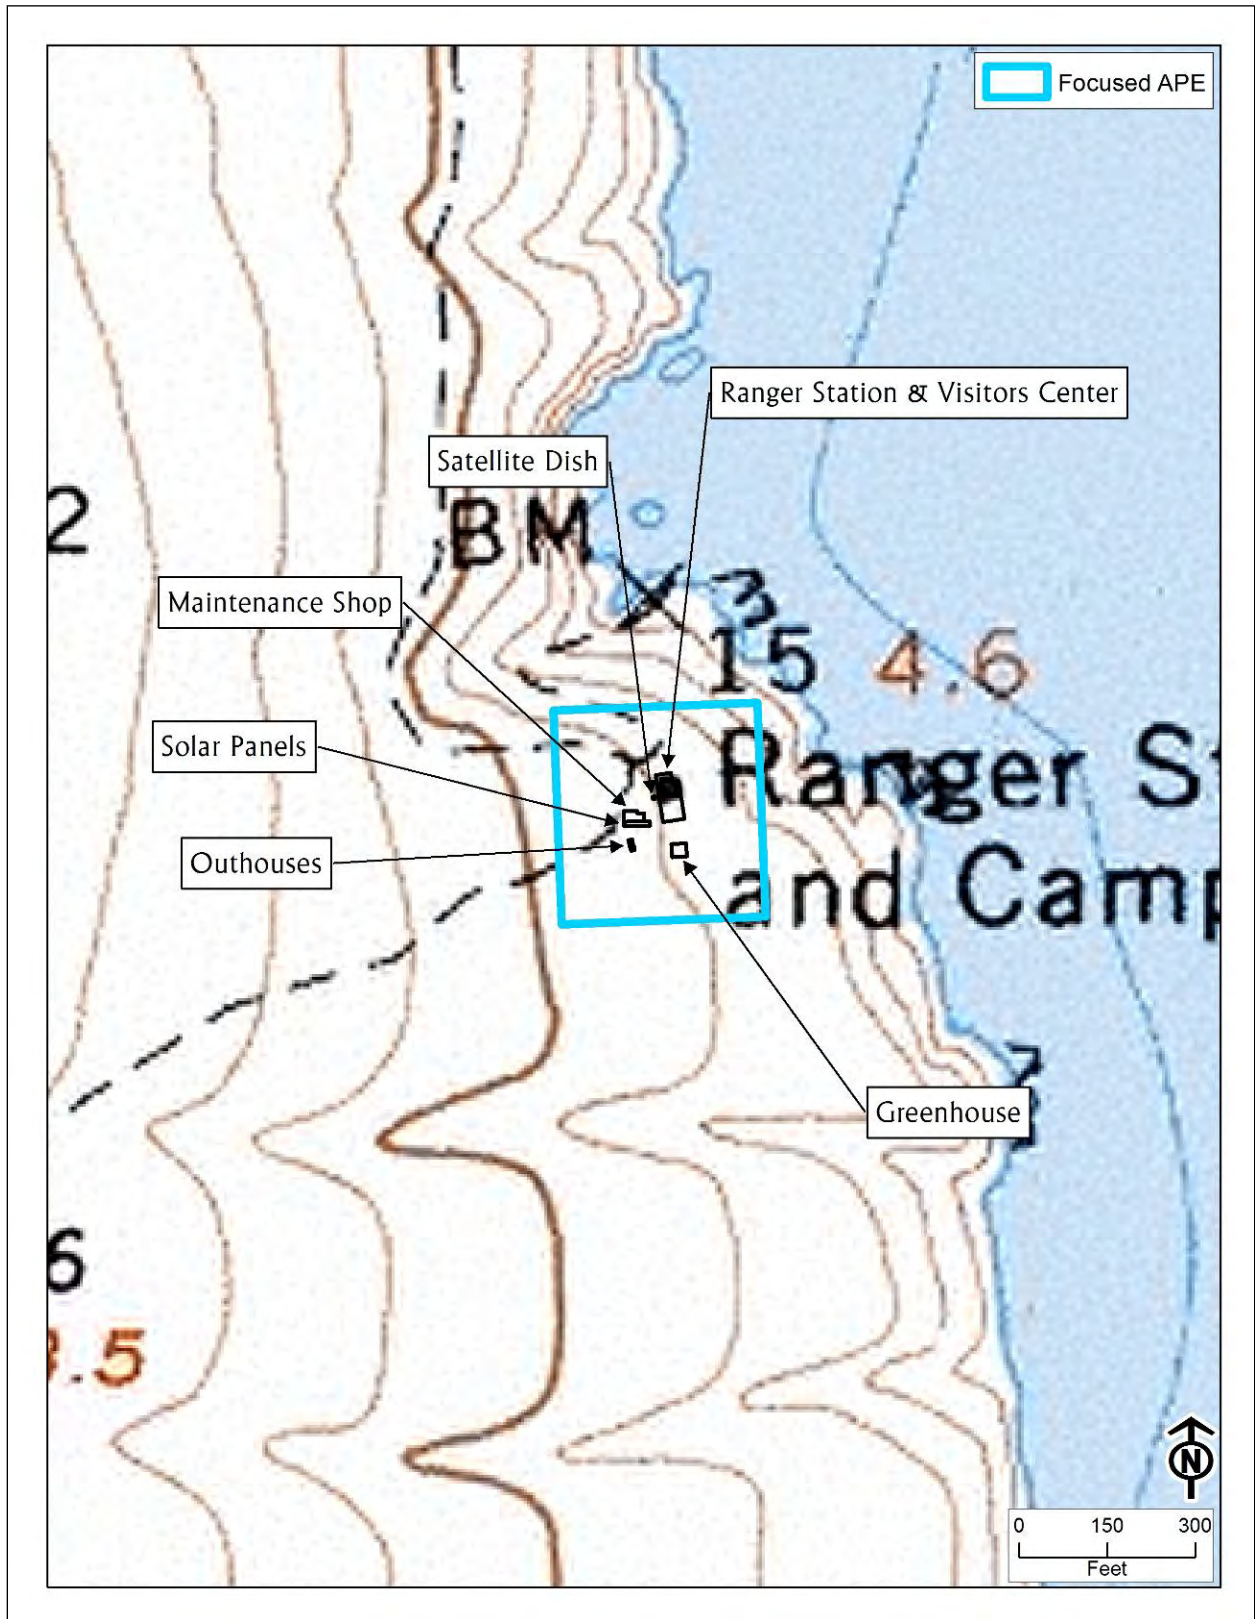 Focused APE
Ranger Station & Visitors Center
Satellite Dish
2
BM
Maintenance Shop
15 4.6
Solar Panels
Ranger S
Outhouses
and Camp
Greenhouse
6
.5
N
0 150 300
Feet